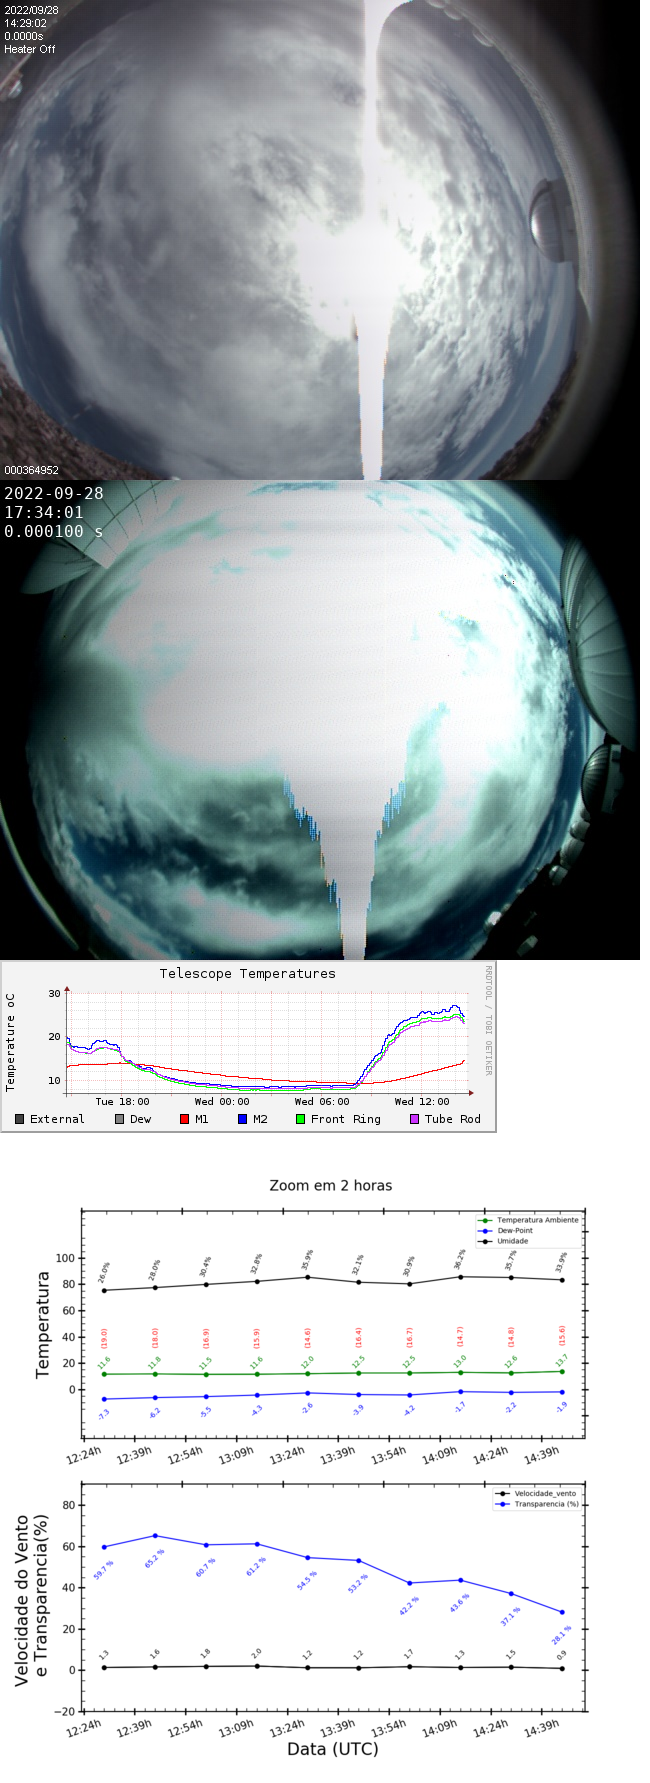 2022/09/28
14:29:02
0.0000s
Heater Off
000364952
2022-09-28
17:34:01
0.000100 s
Telescope Temperatures
RRDTOOL / TOBI OETIKER
Temperature oC
30
20
10
Tue 18:00 Wed 00:00 Wed 06:00 Wed 12:00
External Dew M1 M2 Front Ring Tube Rod
Zoom em 2 horas
Temperatura Ambiente
Dew-Point
Umidade
Temperatura
100
80
60
40
20
0
26.0% 28.0% 30.4% 32.8% 35.9% 32.1% 30.9% 36.2% 35.7% 33.9%
(19.0) (18.0) (16.9) (15.9) (14.6) (16.4) (16.7) (14.7) (14.8) (15.6)
11.6 11.8 11.5 11.6 12.0 12.5 12.5 13.0 12.6 13.7
-7.3 -6.2 -5.5 -4.3 -2.6 -3.9 -4.2 -1.7 -2.2 -1.9
12:24h 12:39h 12:54h 13:09h 13:24h 13:39h 13:54h 14:09h 14:24h 14:39h
Velocidade_vento
Transparencia (%)
Velocidade do Vento
e Transparencia(%)
80
60
40
20
0
−20
59.7 % 65.2 % 60.7 % 61.2 % 54.5 % 53.2 % 42.2 % 43.6 % 37.1 % 28.1 %
1.3 1.6 1.8 2.0 1.2 1.2 1.7 1.3 1.5 0.9
12:24h 12:39h 12:54h 13:09h 13:24h 13:39h 13:54h 14:09h 14:24h 14:39h
Data (UTC)